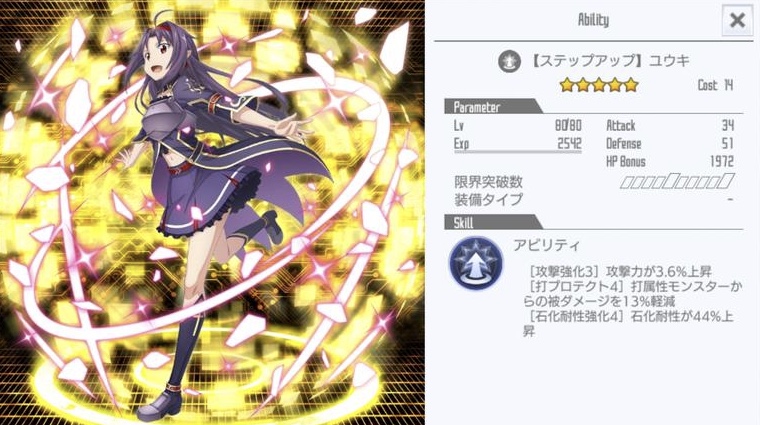 Ability
【ステップアップ】ユウキ
Cost 14
Parameter
Lv 80/80
Exp 2542
Attack 34
Defense 51
HP Bonus 1972
限界突破数
装備タイプ -
Skill
アビリティ
［攻撃強化3］攻撃力が3.6%上昇
［打プロテクト4］打属性モンスターか
らの被ダメージを13%軽減
［石化耐性強化4］石化耐性が44%上
昇